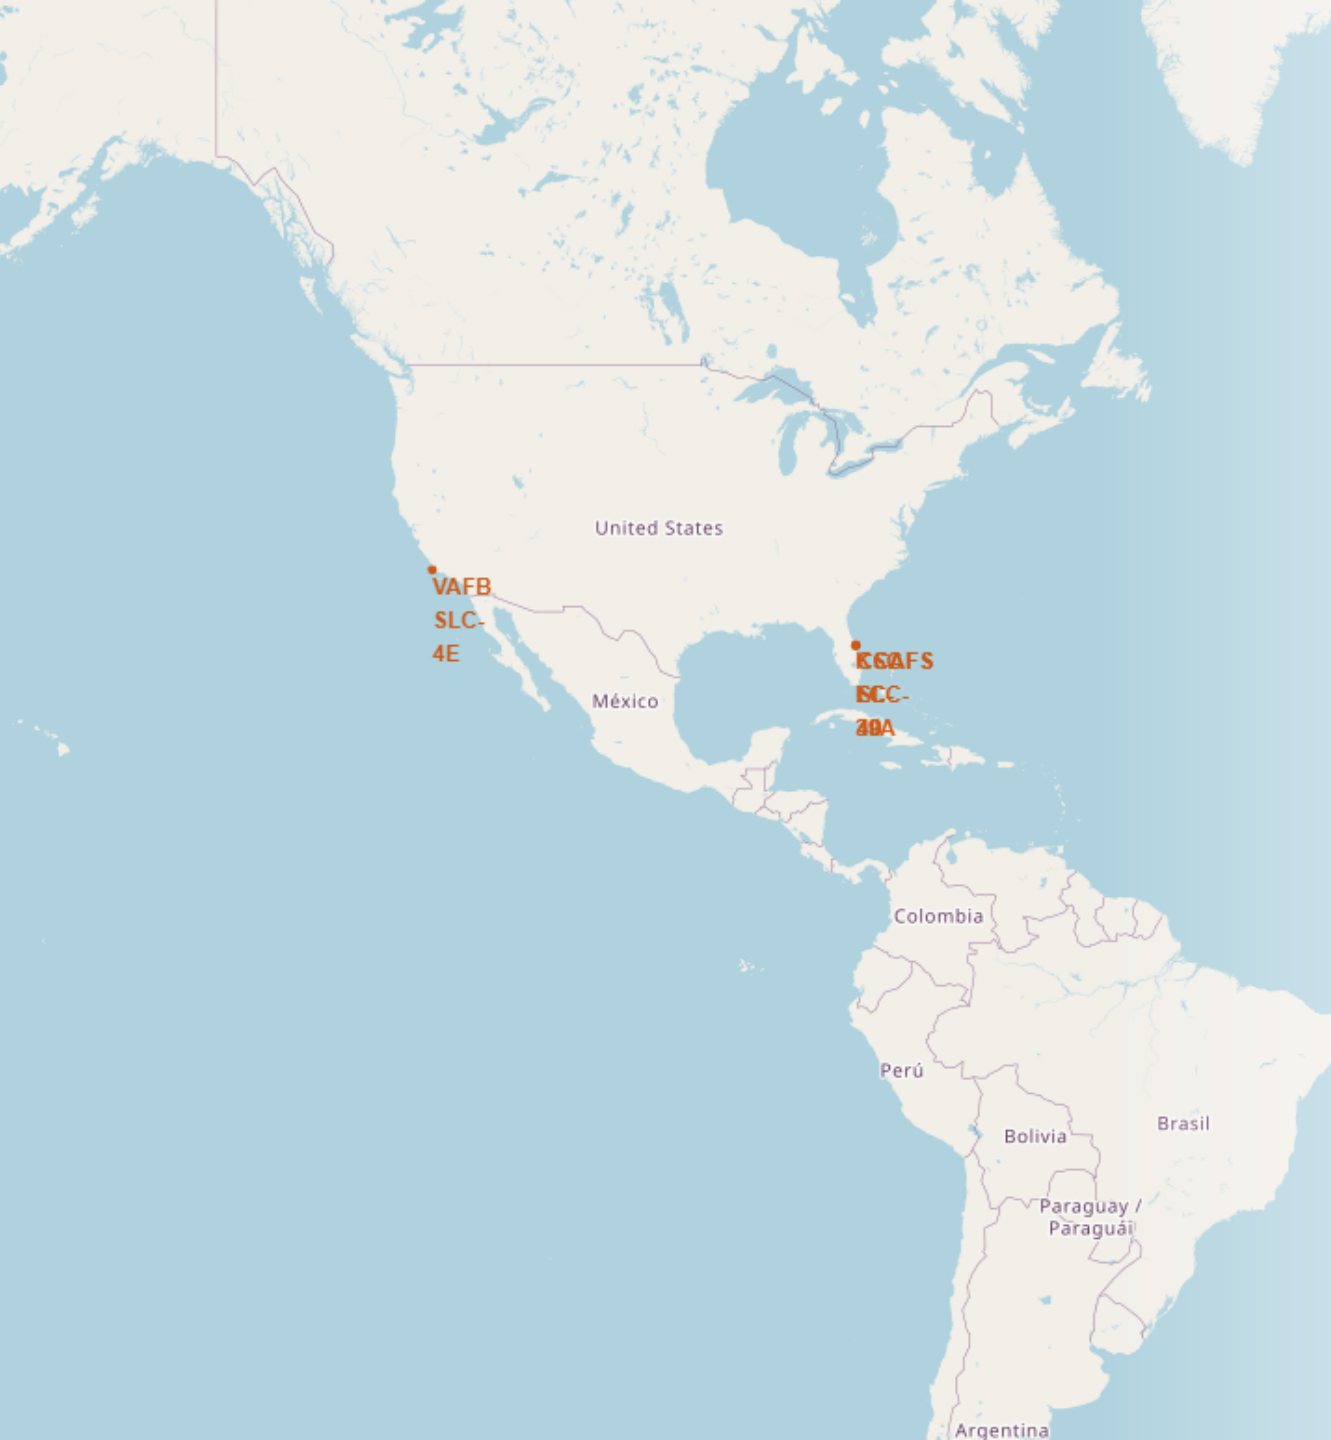 United States
VAFB
SLC-
4E
México
Colombia
Perú
Brasil
Bolivia
Paraguay /
Paraguái
Argentina